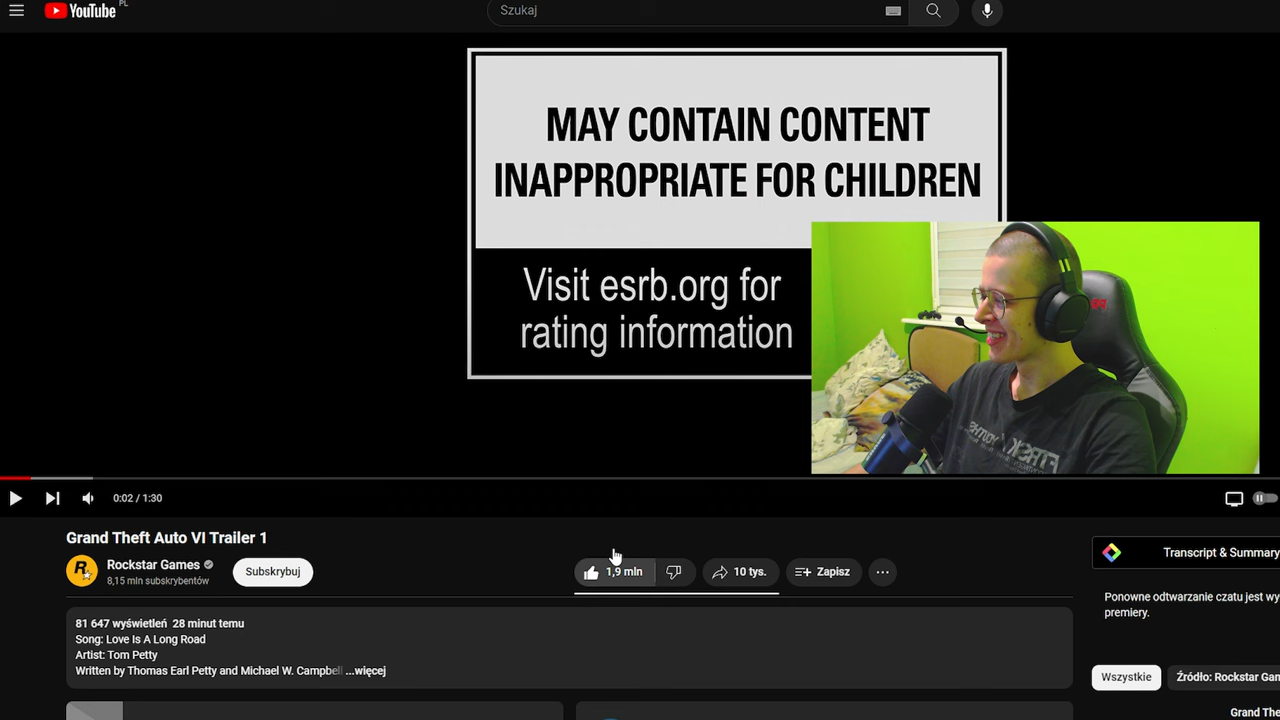 YouTube PL
Szukaj
MAY CONTAIN CONTENT
INAPPROPRIATE FOR CHILDREN
Visit esrb.org for
rating information
0:02 / 1:30
Grand Theft Auto VI Trailer 1
Rockstar Games
8,15 mln subskrybentów
Subskrybuj
1,9 mln
10 tys.
Zapisz
81 647 wyświetleń 28 minut temu
Song: Love Is A Long Road
Artist: Tom Petty
Written by Thomas Earl Petty and Michael W. Campbell ...więcej
Transcript & Summary
Ponowne odtwarzanie czatu jest wy
premiery.
Wszystkie
Źródło: Rockstar Gam
Grand The